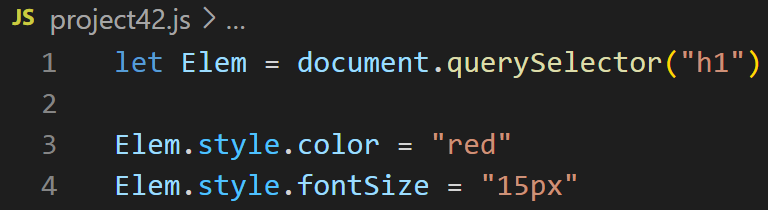 JS project42.js > ...
1 let Elem = document.querySelector("h1")
2
3 Elem.style.color = "red"
4 Elem.style.fontSize = "15px"